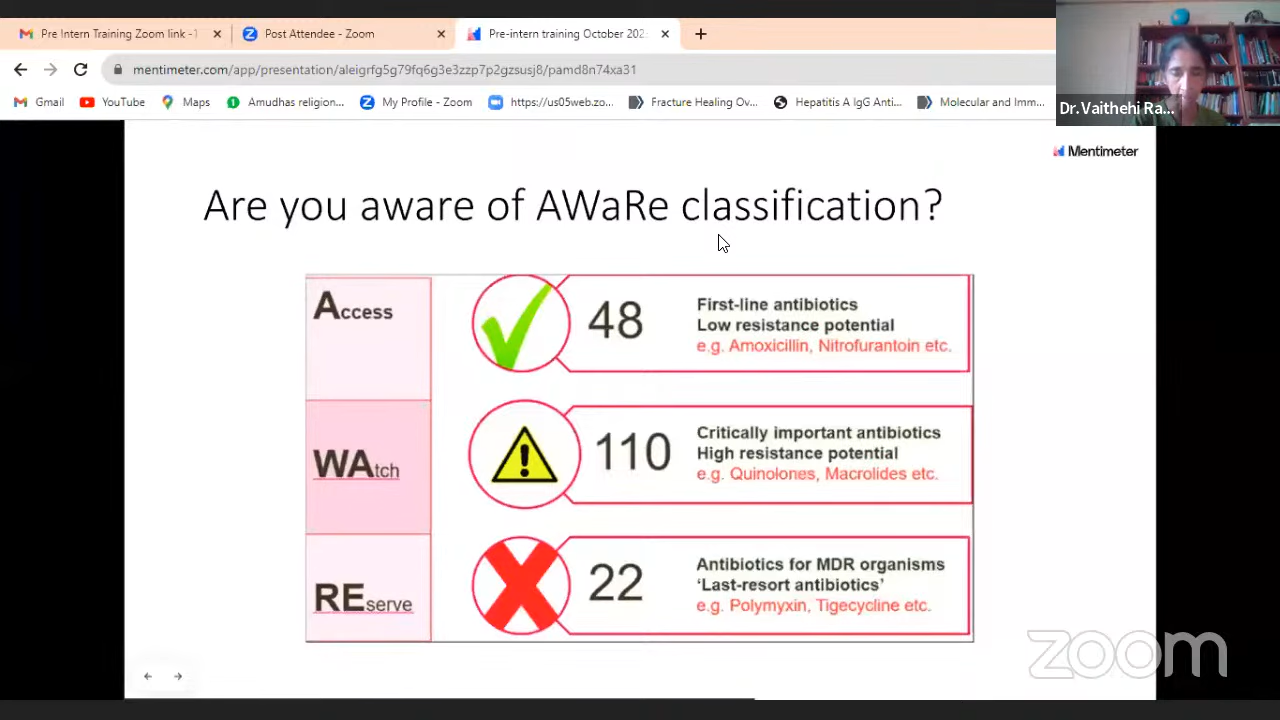 Pre Intern Training Zoom link - 1
Post Attendee - Zoom
Pre-intern training October 202
mentimeter.com/app/presentation/aleigrfg5g79fq6g3e3zzp7p2gzsusj8/pamd8n74xa31
Gmail
YouTube
Maps
Amudhas religion...
My Profile - Zoom
https://us05web.zo...
Fracture Healing Ov...
Hepatitis A IgG Anti...
Molecular and Imm...
Dr.Vaithehi Ra...
Mentimeter
Are you aware of AWaRe classification?
Access
48
First-line antibiotics
Low resistance potential
e.g. Amoxicillin, Nitrofurantoin etc.
WAtch
110
Critically important antibiotics
High resistance potential
e.g. Quinolones, Macrolides etc.
REserve
22
Antibiotics for MDR organisms
‘Last-resort antibiotics’
e.g. Polymyxin, Tigecycline etc.
zoom